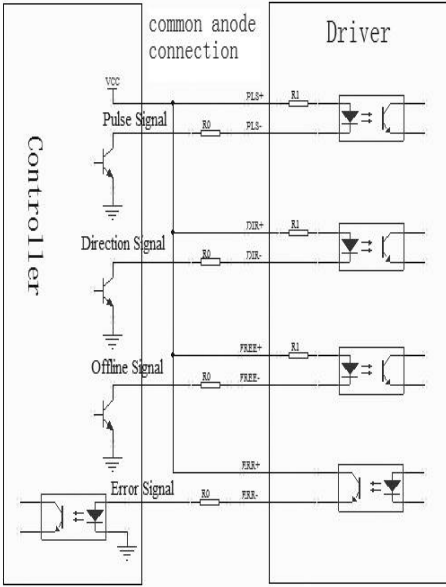 common anode
connection
Driver
VCC
PLS+
R1
Pulse Signal
R0
PLS-
Controller
DIR+
R1
Direction Signal
R0
DIR-
FREE+
R1
Offline Signal
R0
FREE-
ERR+
Error Signal
R0
ERR-